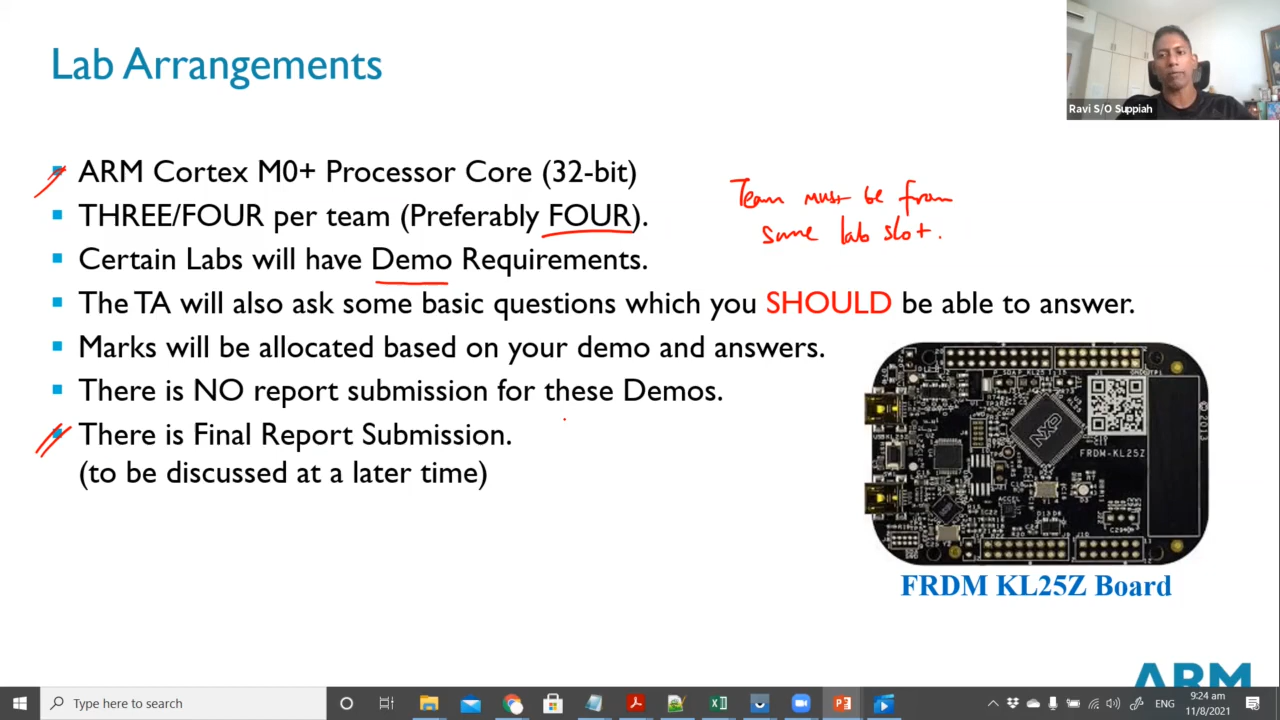 Lab Arrangements
Ravi S/O Suppiah
ARM Cortex M0+ Processor Core (32-bit)
THREE/FOUR per team (Preferably FOUR).
Team must be from
same lab slot.
Certain Labs will have Demo Requirements.
The TA will also ask some basic questions which you SHOULD be able to answer.
Marks will be allocated based on your demo and answers.
There is NO report submission for these Demos.
There is Final Report Submission.
(to be discussed at a later time)
NXP
FRDM-KL25Z
©2013
FRDM KL25Z Board
ARM
Type here to search
ENG
9:24 am
11/8/2021